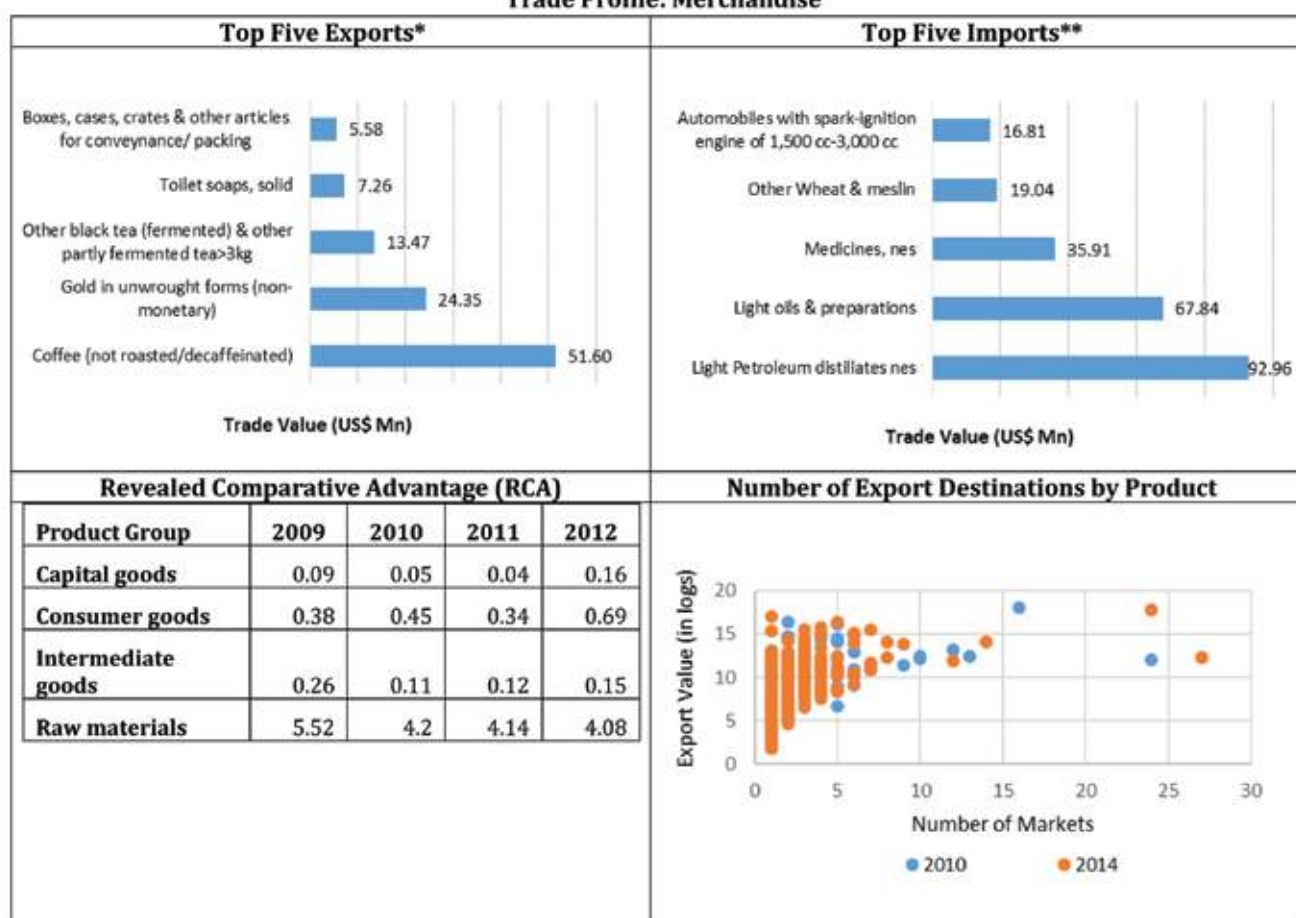 Trade Profile: Merchandise
Top Five Exports*
Boxes, cases, crates & other articles
for conveynance/ packing
5.58
Toilet soaps, solid
7.26
Other black tea (fermented) & other
partly fermented tea>3kg
13.47
Gold in unwrought forms (non-
monetary)
24.35
Coffee (not roasted/decaffeinated)
51.60
Trade Value (US$ Mn)
Top Five Imports**
Automobiles with spark-ignition
engine of 1,500 cc-3,000 cc
16.81
Other Wheat & meslin
19.04
Medicines, nes
35.91
Light oils & preparations
67.84
Light Petroleum distillates nes
92.96
Trade Value (US$ Mn)
Revealed Comparative Advantage (RCA)
Product Group 2009 2010 2011 2012
Capital goods 0.09 0.05 0.04 0.16
Consumer goods 0.38 0.45 0.34 0.69
Intermediate
goods 0.26 0.11 0.12 0.15
Raw materials 5.52 4.2 4.14 4.08
Number of Export Destinations by Product
Export Value (in logs)
20
15
10
5
0
0 5 10 15 20 25 30
Number of Markets
2010 2014